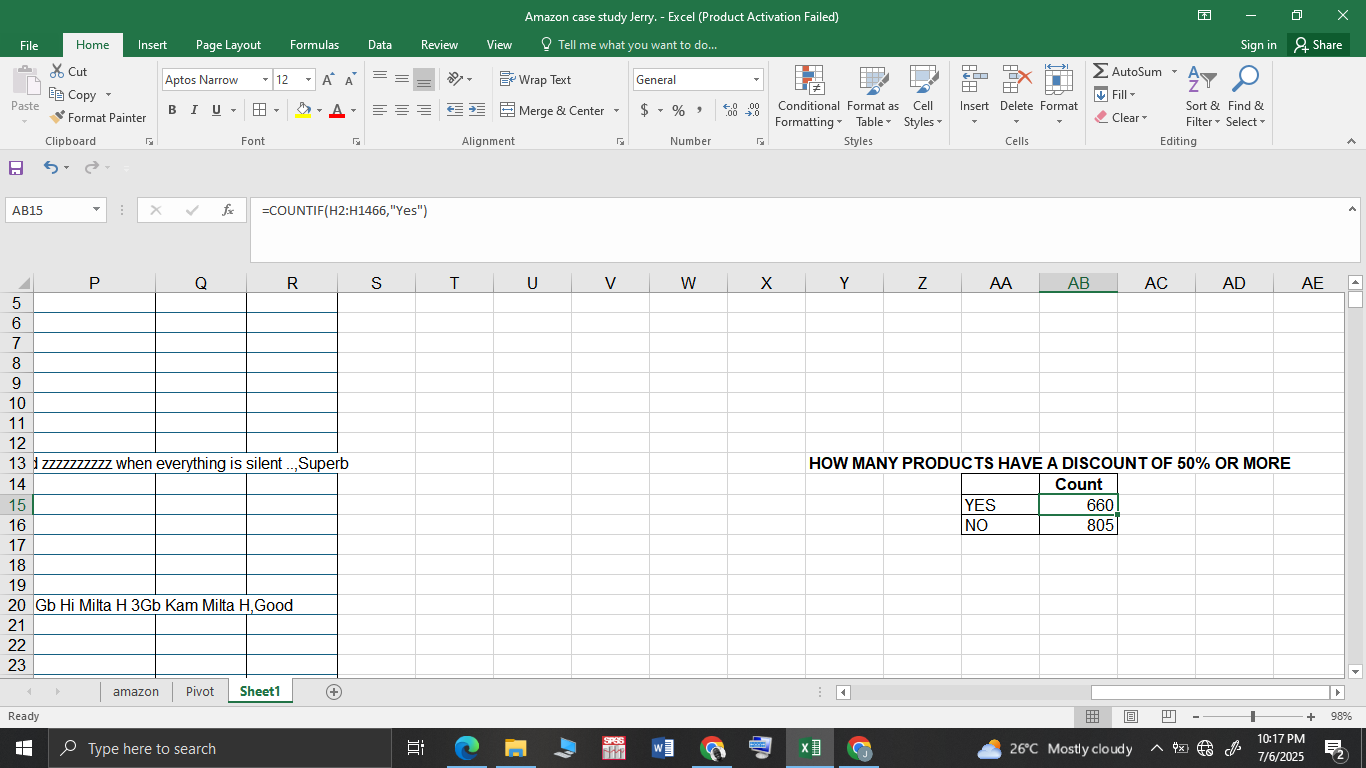 Amazon case study Jerry. - Excel (Product Activation Failed)
File Home Insert Page Layout Formulas Data Review View Tell me what you want to do... Sign in Share
Paste Cut Copy Format Painter Clipboard
Aptos Narrow 12 A A B I U A Font
Wrap Text Merge & Center Alignment
General $ % , .0 .00 .00 .0 Number
Conditional Formatting Format as Table Cell Styles Styles
Insert Delete Format Cells
AutoSum Fill Clear Sort & Filter Find & Select Editing
AB15 fx =COUNTIF(H2:H1466,"Yes")
P Q R S T U V W X Y Z AA AB AC AD AE
5
6
7
8
9
10
11
12
13 d zzzzzzzzzz when everything is silent ..,Superb HOW MANY PRODUCTS HAVE A DISCOUNT OF 50% OR MORE
14 Count
15 YES 660
16 NO 805
17
18
19
20 Gb Hi Milta H 3Gb Kam Milta H,Good
21
22
23
amazon Pivot Sheet1
Ready 98%
Type here to search SPSS 26°C Mostly cloudy 10:17 PM 2
7/6/2025